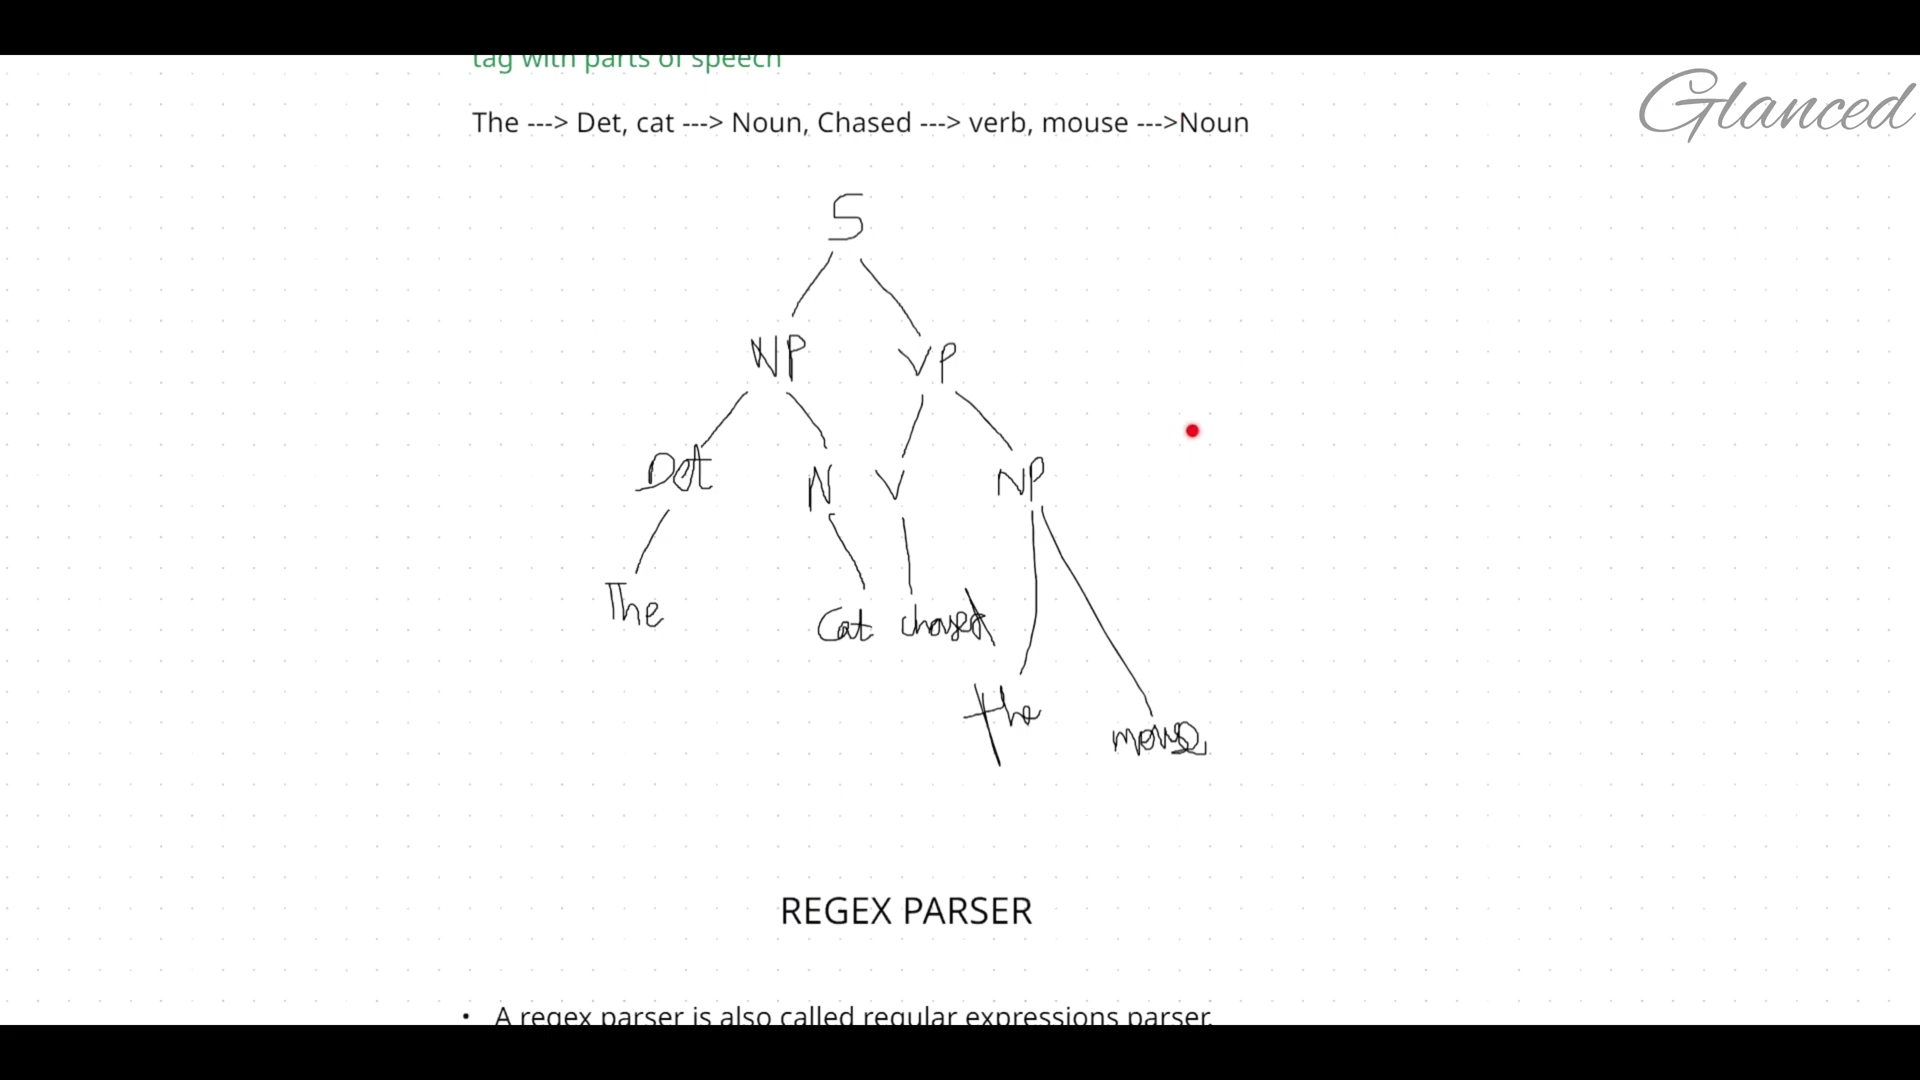 tag with parts of speech
Glanced
The ---> Det, cat ---> Noun, Chased ---> verb, mouse --->Noun
S
NP VP
Det N V NP
The Cat chased
the mouse
REGEX PARSER
• A regex parser is also called regular expressions parser.